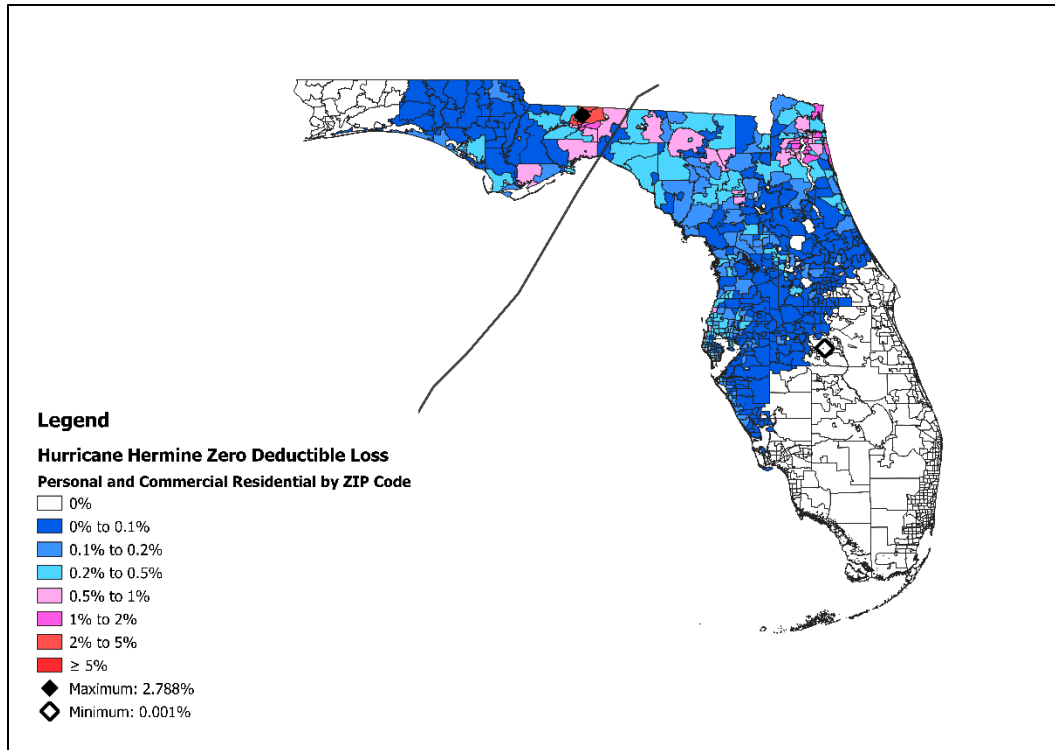 Legend
Hurricane Hermine Zero Deductible Loss
Personal and Commercial Residential by ZIP Code
0%
0% to 0.1%
0.1% to 0.2%
0.2% to 0.5%
0.5% to 1%
1% to 2%
2% to 5%
≥ 5%
Maximum: 2.788%
Minimum: 0.001%